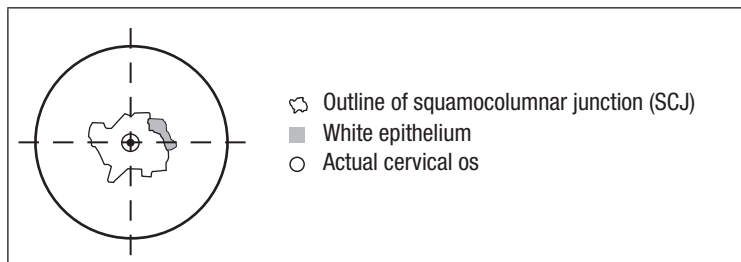 Outline of squamocolumnar junction (SCJ)
White epithelium
Actual cervical os